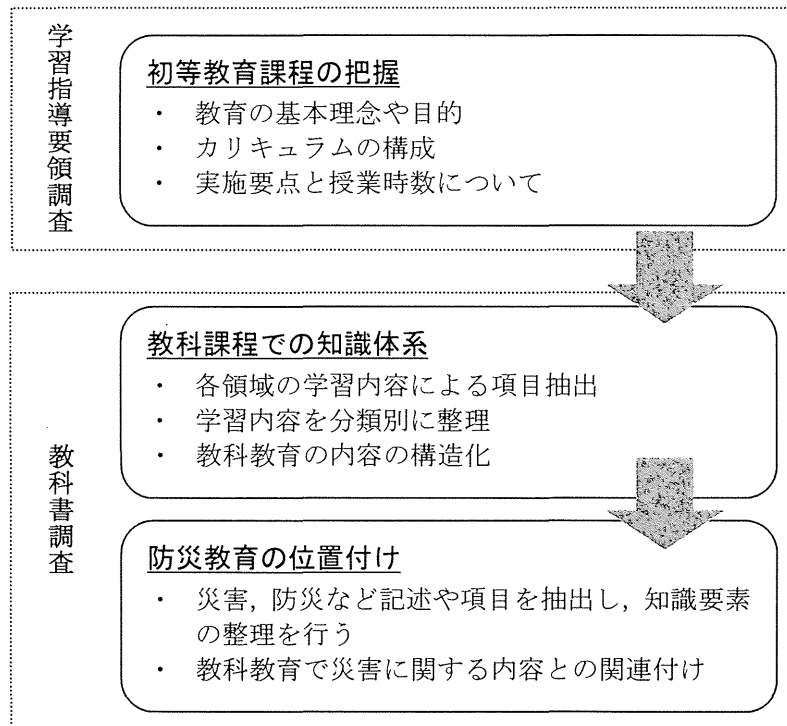 学習指導要領調査
初等教育課程の把握
・ 教育の基本理念や目的
・ カリキュラムの構成
・ 実施要点と授業時数について
教科書調査
教科課程での知識体系
・ 各領域の学習内容による項目抽出
・ 学習内容を分類別に整理
・ 教科教育の内容の構造化
防災教育の位置付け
・ 災害，防災など記述や項目を抽出し，知識要素
の整理を行う
・ 教科教育で災害に関する内容との関連付け